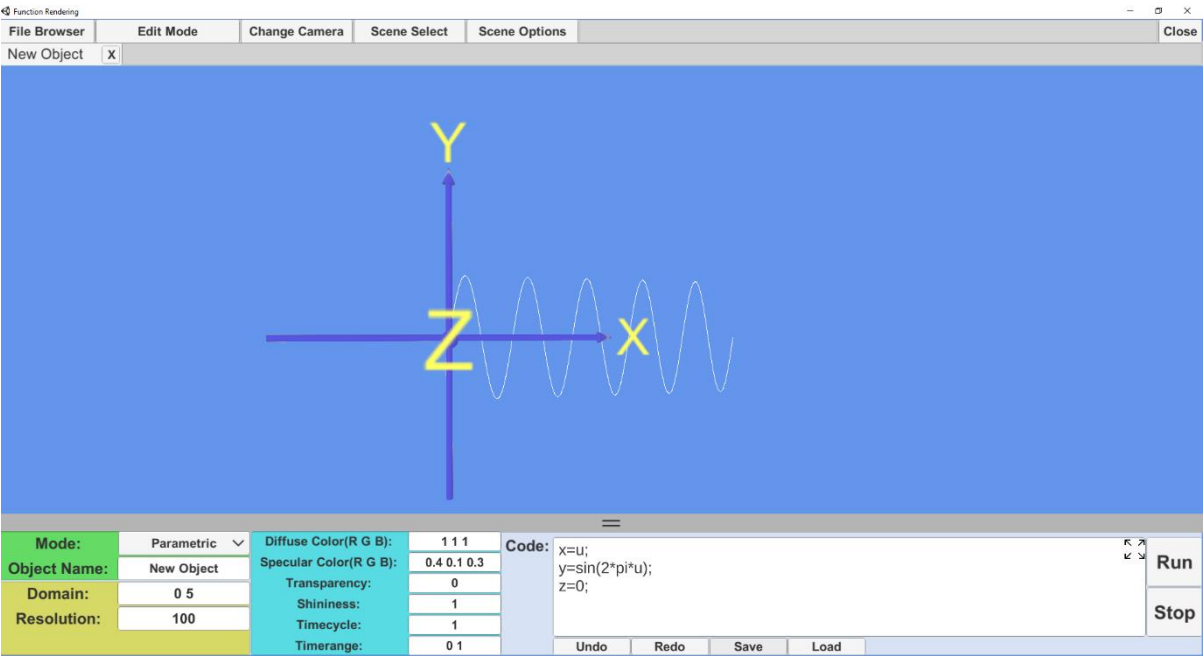 Function Rendering
File Browser Edit Mode Change Camera Scene Select Scene Options Close
New Object X
Y
Z X
Mode: Parametric
Object Name: New Object
Domain: 0 5
Resolution: 100
Diffuse Color(R G B): 1 1 1
Specular Color(R G B): 0.4 0.1 0.3
Transparency: 0
Shininess: 1
Timecycle: 1
Timerange: 0 1
Code:
x=u;
y=sin(2*pi*u);
z=0;
Run
Stop
Undo Redo Save Load